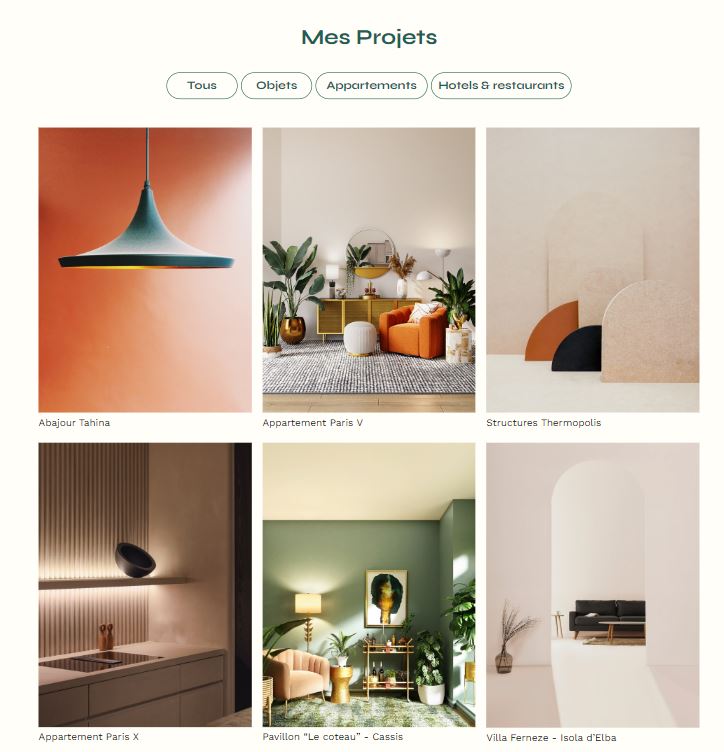 Mes Projets
Tous
Objets
Appartements
Hotels & restaurants
Abajour Tahina
Appartement Paris V
Structures Thermopolis
Appartement Paris X
Pavillon “Le coteau” - Cassis
Villa Ferneze - Isola d’Elba